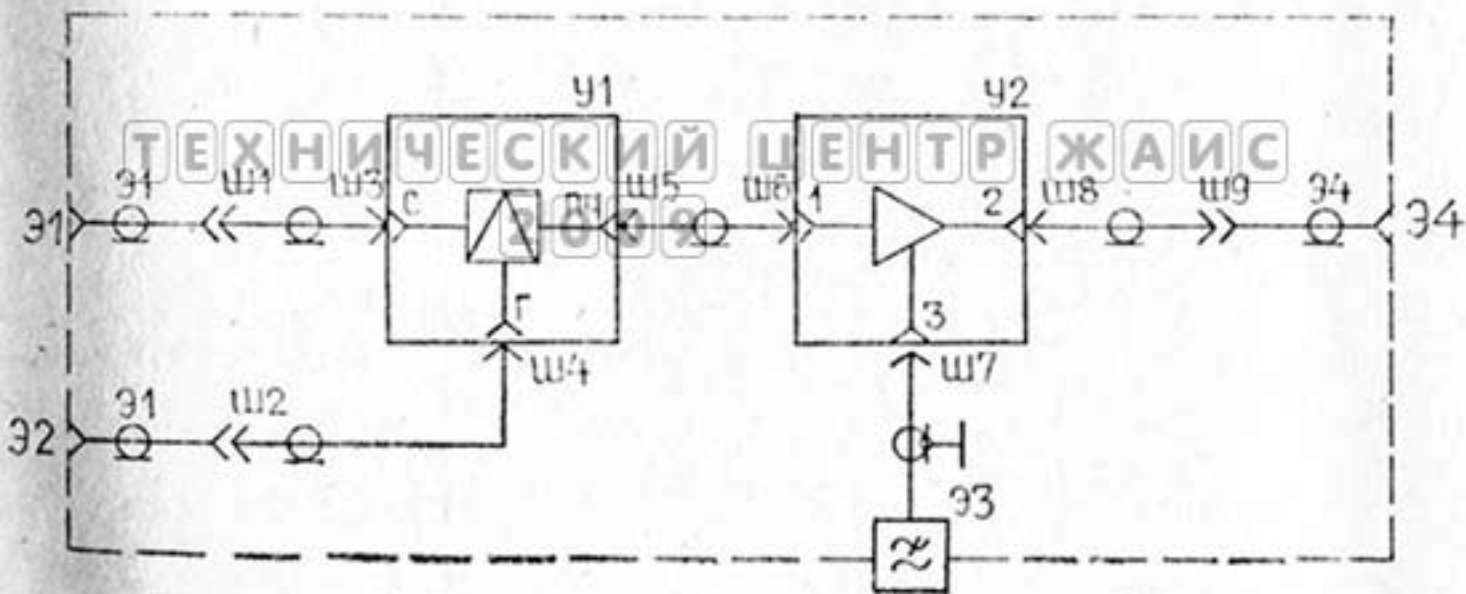 У1 У2
ТЕХНИЧЕСКИЙ ЦЕНТР ЖАИС
Э1 Ш1 Ш3 С ПЧ Ш5 Ш6 1 2 Ш8 Ш9 Э4
Э1 2009 Э4
Г 3
Ш4 Ш7
Э1 Ш2
Э2
Э3